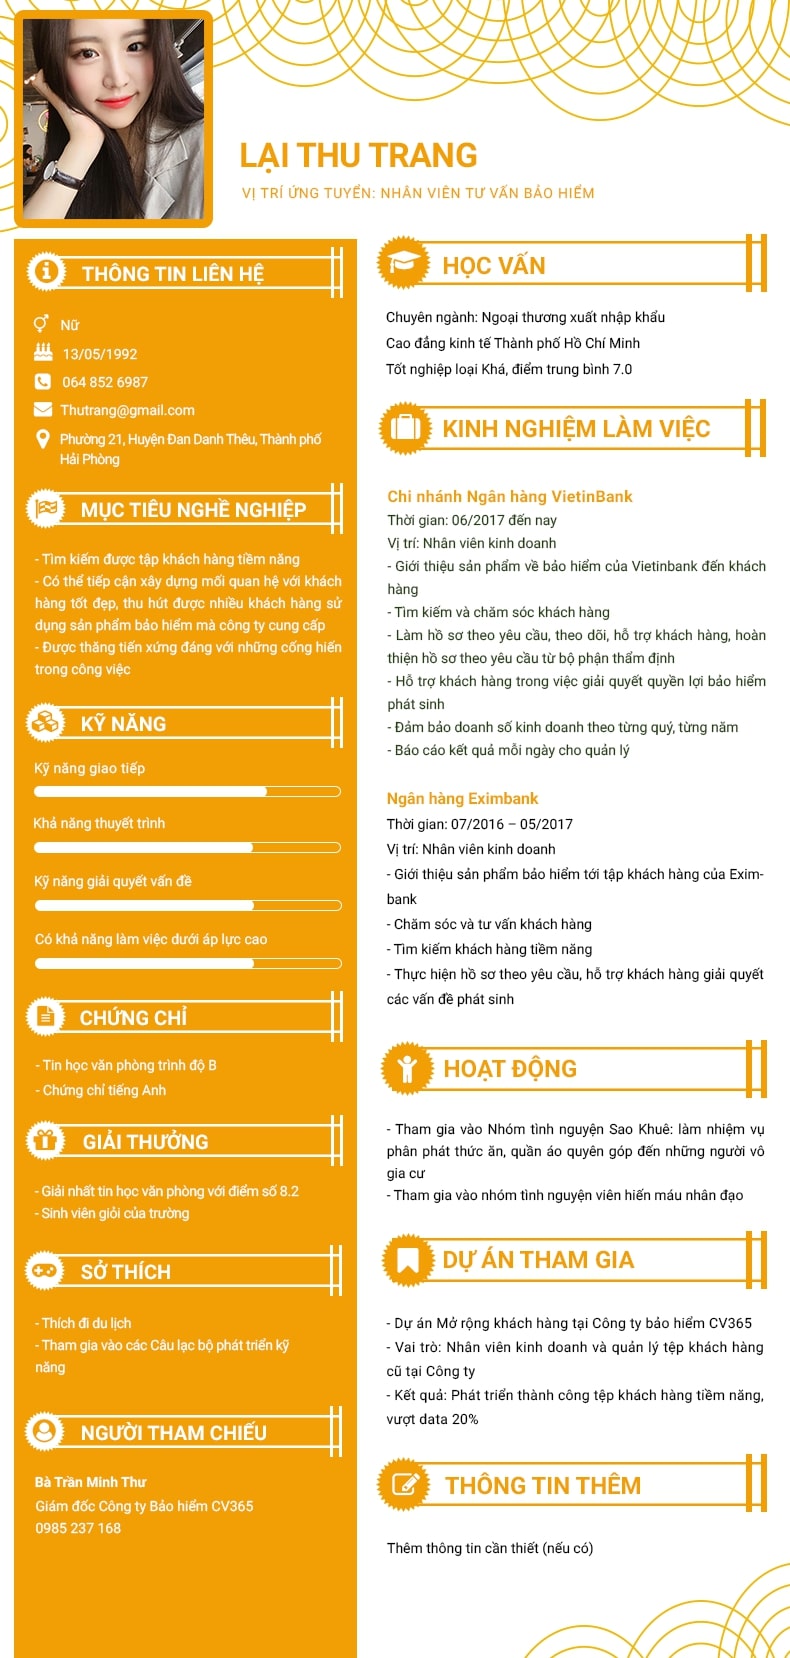 LẠI THU TRANG
VỊ TRÍ ỨNG TUYỂN: NHÂN VIÊN TƯ VẤN BẢO HIỂM
THÔNG TIN LIÊN HỆ
Nữ
13/05/1992
064 852 6987
Thutrang@gmail.com
Phường 21, Huyện Đan Danh Thêu, Thành phố
Hải Phòng
MỤC TIÊU NGHỀ NGHIỆP
- Tìm kiếm được tập khách hàng tiềm năng
- Có thể tiếp cận xây dựng mối quan hệ với khách
hàng tốt đẹp, thu hút được nhiều khách hàng sử
dụng sản phẩm bảo hiểm mà công ty cung cấp
- Được thăng tiến xứng đáng với những cống hiến
trong công việc
KỸ NĂNG
Kỹ năng giao tiếp
Khả năng thuyết trình
Kỹ năng giải quyết vấn đề
Có khả năng làm việc dưới áp lực cao
CHỨNG CHỈ
- Tin học văn phòng trình độ B
- Chứng chỉ tiếng Anh
GIẢI THƯỞNG
- Giải nhất tin học văn phòng với điểm số 8.2
- Sinh viên giỏi của trường
SỞ THÍCH
- Thích đi du lịch
- Tham gia vào các Câu lạc bộ phát triển kỹ
năng
NGƯỜI THAM CHIẾU
Bà Trần Minh Thư
Giám đốc Công ty Bảo hiểm CV365
0985 237 168
HỌC VẤN
Chuyên ngành: Ngoại thương xuất nhập khẩu
Cao đẳng kinh tế Thành phố Hồ Chí Minh
Tốt nghiệp loại Khá, điểm trung bình 7.0
KINH NGHIỆM LÀM VIỆC
Chi nhánh Ngân hàng VietinBank
Thời gian: 06/2017 đến nay
Vị trí: Nhân viên kinh doanh
- Giới thiệu sản phẩm về bảo hiểm của Vietinbank đến khách
hàng
- Tìm kiếm và chăm sóc khách hàng
- Làm hồ sơ theo yêu cầu, theo dõi, hỗ trợ khách hàng, hoàn
thiện hồ sơ theo yêu cầu từ bộ phận thẩm định
- Hỗ trợ khách hàng trong việc giải quyết quyền lợi bảo hiểm
phát sinh
- Đảm bảo doanh số kinh doanh theo từng quý, từng năm
- Báo cáo kết quả mỗi ngày cho quản lý
Ngân hàng Eximbank
Thời gian: 07/2016 – 05/2017
Vị trí: Nhân viên kinh doanh
- Giới thiệu sản phẩm bảo hiểm tới tập khách hàng của Exim-
bank
- Chăm sóc và tư vấn khách hàng
- Tìm kiếm khách hàng tiềm năng
- Thực hiện hồ sơ theo yêu cầu, hỗ trợ khách hàng giải quyết
các vấn đề phát sinh
HOẠT ĐỘNG
- Tham gia vào Nhóm tình nguyện Sao Khuê: làm nhiệm vụ
phân phát thức ăn, quần áo quyên góp đến những người vô
gia cư
- Tham gia vào nhóm tình nguyện viên hiến máu nhân đạo
DỰ ÁN THAM GIA
- Dự án Mở rộng khách hàng tại Công ty bảo hiểm CV365
- Vai trò: Nhân viên kinh doanh và quản lý tệp khách hàng
cũ tại Công ty
- Kết quả: Phát triển thành công tệp khách hàng tiềm năng,
vượt data 20%
THÔNG TIN THÊM
Thêm thông tin cần thiết (nếu có)